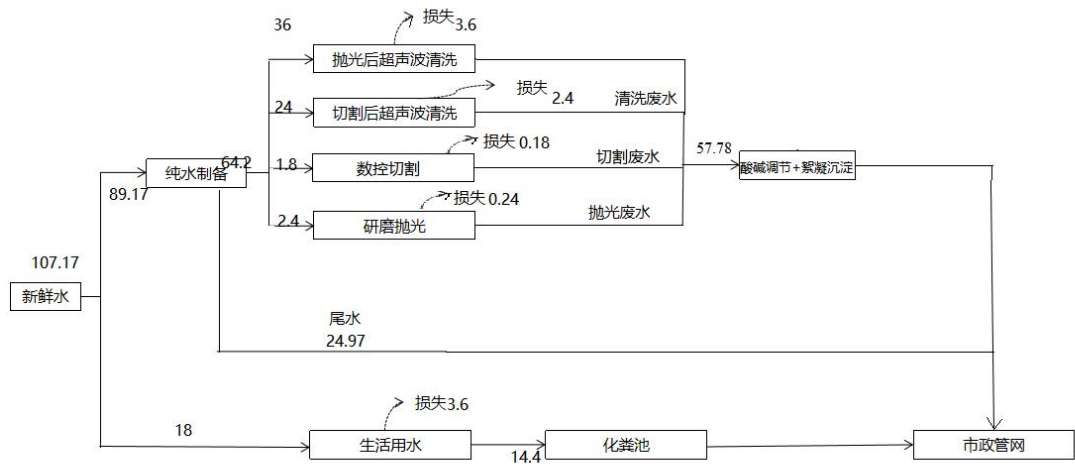 36
损失3.6
抛光后超声波清洗
损失 2.4
24
切割后超声波清洗
清洗废水
损失 0.18
64.2
1.8
数控切割
切割废水
57.78
酸碱调节+絮凝沉淀
纯水制备
89.17
损失0.24
2.4
研磨抛光
抛光废水
107.17
新鲜水
尾水
24.97
损失3.6
18
生活用水
14.4
化粪池
市政管网